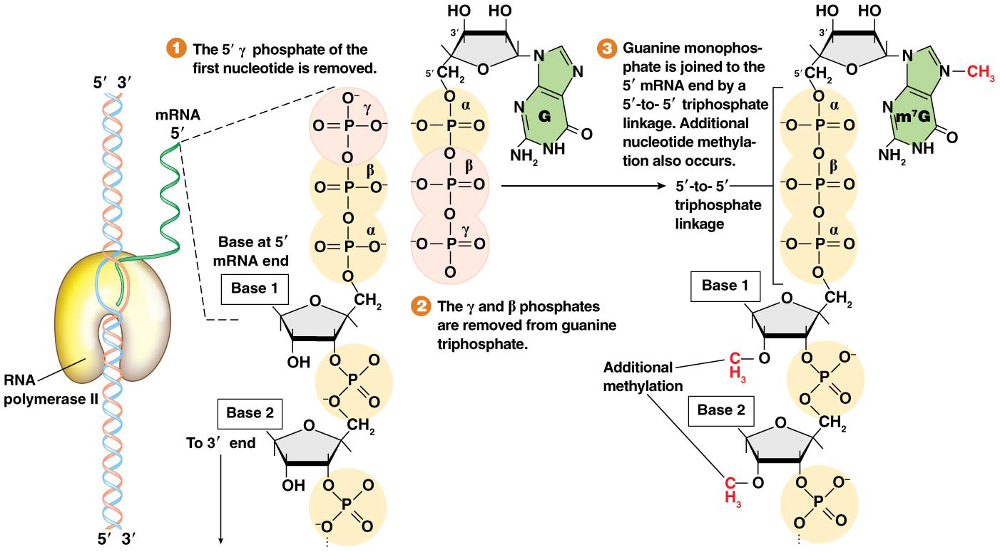 1 The 5′ γ phosphate of the
first nucleotide is removed.
5′ 3′
mRNA
5′
RNA
polymerase II
5′ 3′
O⁻
γ
O=P—O⁻
O
β
O=P—O⁻
O
α
O=P—O⁻
O
Base at 5′
mRNA end
Base 1
O
CH₂
OH
O
O
P
⁻O
O
Base 2
O
CH₂
To 3′ end
OH
O
O
P
⁻O
O
HO HO
3′
5′ CH₂
O
N
N
N
G
O
NH₂
NH
O
α
⁻O—P=O
O
β
⁻O—P=O
O
γ
⁻O—P=O
O
2 The γ and β phosphates
are removed from guanine
triphosphate.
3 Guanine monophos-
phate is joined to the
5′ mRNA end by a
5′-to- 5′ triphosphate
linkage. Additional
nucleotide methyla-
tion also occurs.
5′-to- 5′
triphosphate
linkage
HO HO
3′
5′ CH₂
O
N
N—CH₃
N
m⁷G
O
NH₂
NH
O
α
⁻O—P=O
O
β
⁻O—P=O
O
α
⁻O—P=O
O
Base 1
O
CH₂
C—O
H₃
O
O⁻
P
O
O
Additional
methylation
Base 2
O
CH₂
C—O
H₃
O
O⁻
P
O
O